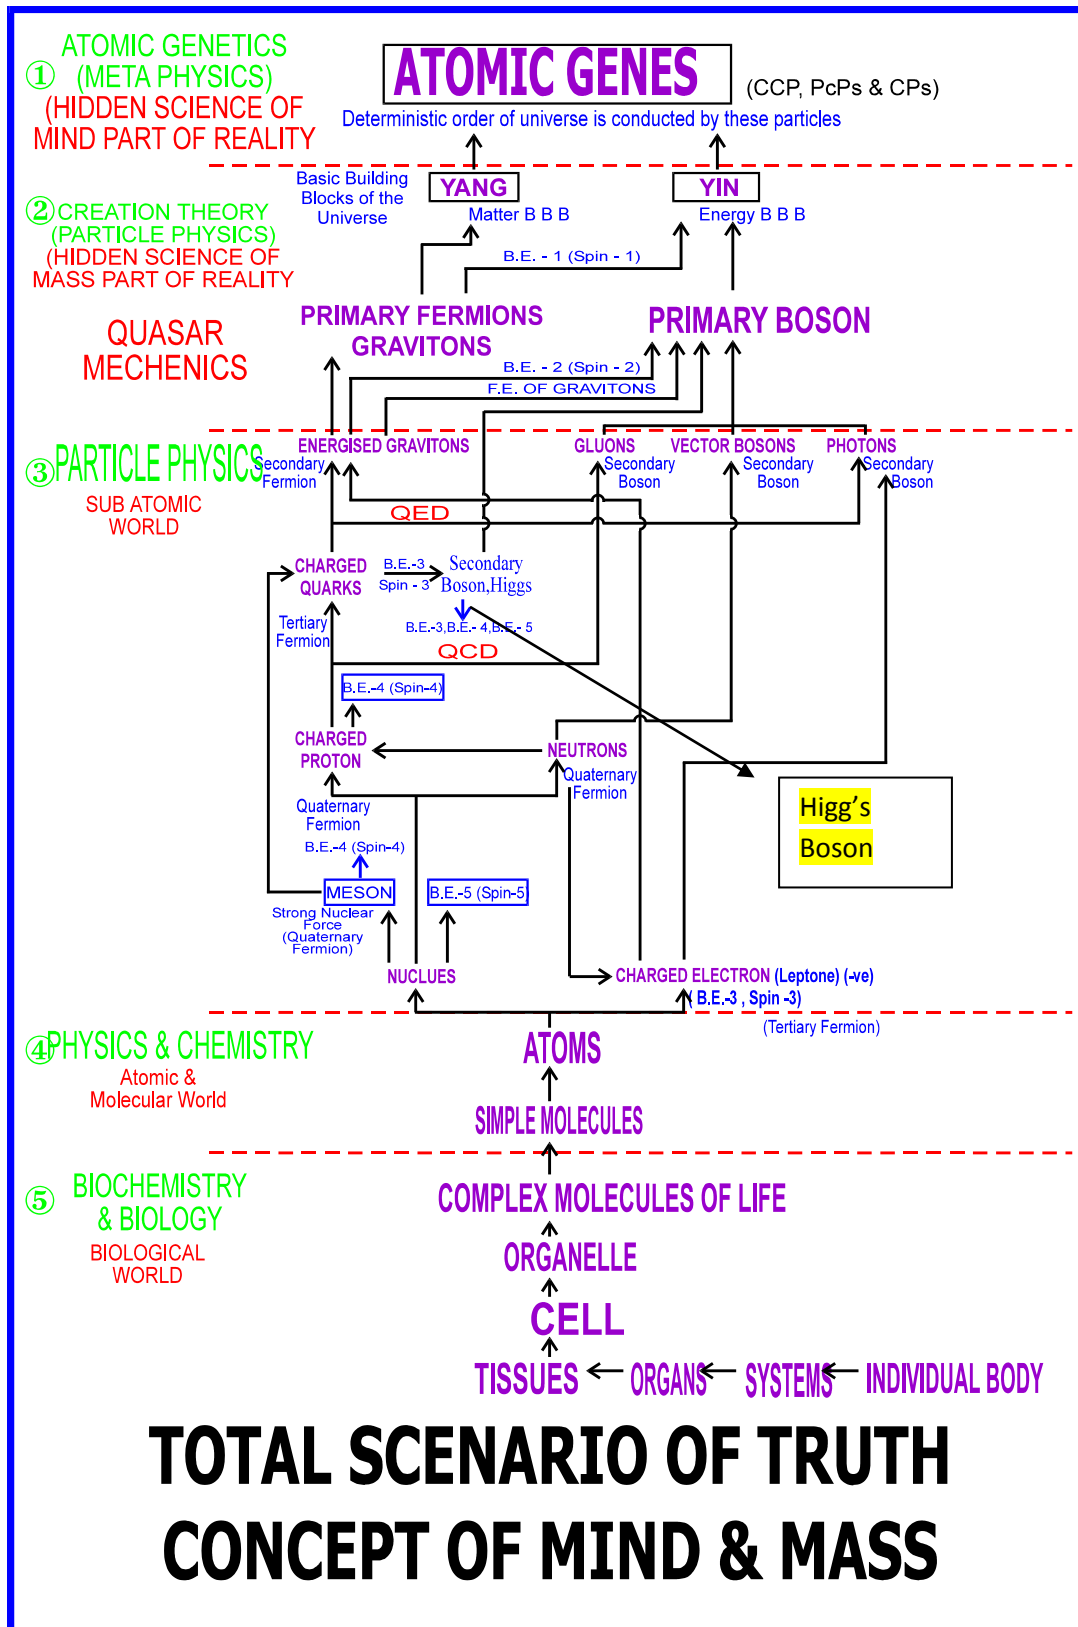 ATOMIC GENETICS
① (META PHYSICS)
(HIDDEN SCIENCE OF
MIND PART OF REALITY
ATOMIC GENES
(CCP, PcPs & CPs)
Deterministic order of universe is conducted by these particles
Basic Building
Blocks of the
Universe
YANG
YIN
Matter B B B
Energy B B B
② CREATION THEORY
(PARTICLE PHYSICS)
(HIDDEN SCIENCE OF
MASS PART OF REALITY
B.E. - 1 (Spin - 1)
PRIMARY FERMIONS
GRAVITONS
PRIMARY BOSON
QUASAR
MECHENICS
B.E. - 2 (Spin - 2)
F.E. OF GRAVITONS
ENERGISED GRAVITONS
GLUONS
VECTOR BOSONS
PHOTONS
③ PARTICLE PHYSICS
Secondary
Fermion
Secondary
Boson
Secondary
Boson
Secondary
Boson
SUB ATOMIC
WORLD
QED
CHARGED
QUARKS
B.E.-3
Spin - 3
Secondary
Boson,Higgs
Tertiary
Fermion
B.E.-3,B.E.- 4,B.E.- 5
QCD
B.E.-4 (Spin-4)
CHARGED
PROTON
NEUTRONS
Quaternary
Fermion
Quaternary
Fermion
Higg’s
Boson
B.E.-4 (Spin-4)
MESON
B.E.-5 (Spin-5)
Strong Nuclear
Force
(Quaternary
Fermion)
NUCLUES
CHARGED ELECTRON (Leptone) (-ve)
( B.E.-3 , Spin -3)
(Tertiary Fermion)
④ PHYSICS & CHEMISTRY
Atomic &
Molecular World
ATOMS
SIMPLE MOLECULES
⑤ BIOCHEMISTRY
& BIOLOGY
BIOLOGICAL
WORLD
COMPLEX MOLECULES OF LIFE
ORGANELLE
CELL
TISSUES
ORGANS
SYSTEMS
INDIVIDUAL BODY
TOTAL SCENARIO OF TRUTH
CONCEPT OF MIND & MASS